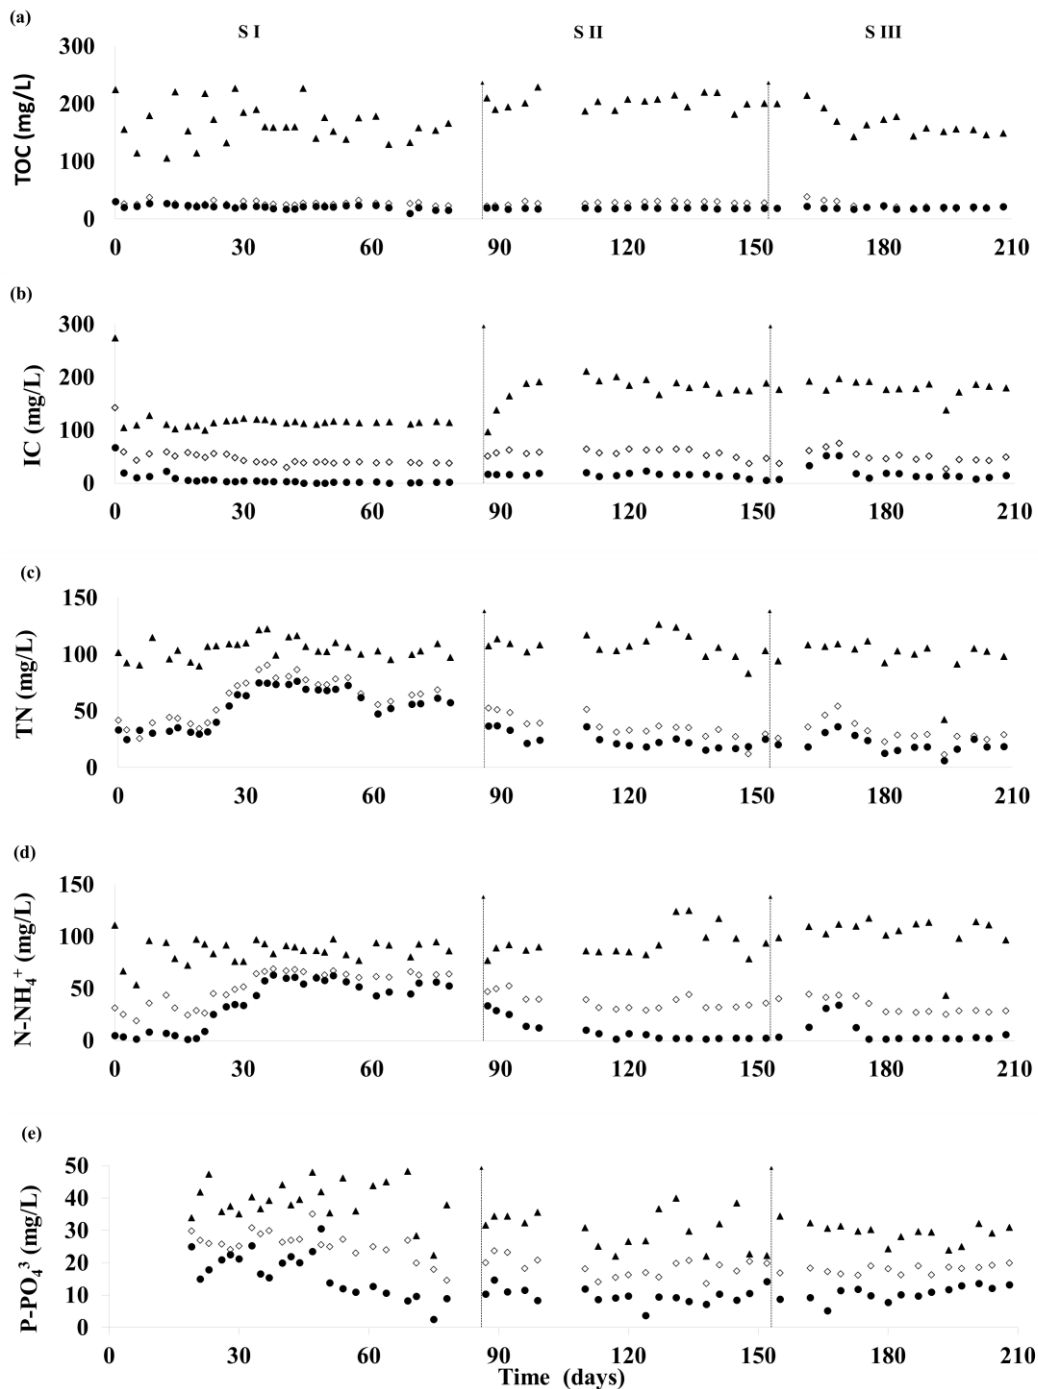 (a)
S I S II S III
300
200
100
0
TOC (mg/L)
0 30 60 90 120 150 180 210
(b)
300
200
100
0
IC (mg/L)
0 30 60 90 120 150 180 210
(c)
150
100
50
0
TN (mg/L)
0 30 60 90 120 150 180 210
(d)
150
100
50
0
N-NH₄⁺ (mg/L)
0 30 60 90 120 150 180 210
(e)
50
40
30
20
10
0
P-PO₄³ (mg/L)
0 30 60 90 120 150 180 210
Time (days)